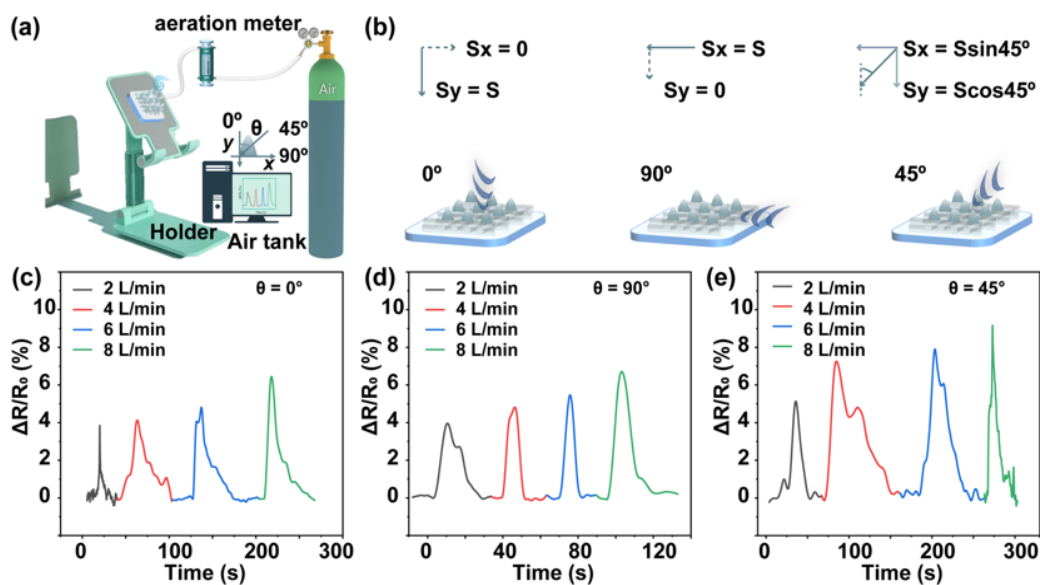 (a)
aeration meter
Air
0° θ 45°
y
x 90°
Holder
Air tank
(b)
Sx = 0
Sy = S
Sx = S
Sy = 0
Sx = Ssin45°
Sy = Scos45°
0°
90°
45°
(c)
2 L/min
4 L/min
6 L/min
8 L/min
θ = 0°
ΔR/R₀ (%)
10
8
6
4
2
0
0 100 200 300
Time (s)
(d)
2 L/min
4 L/min
6 L/min
8 L/min
θ = 90°
ΔR/R₀ (%)
10
8
6
4
2
0
0 40 80 120
Time (s)
(e)
2 L/min
4 L/min
6 L/min
8 L/min
θ = 45°
ΔR/R₀ (%)
10
8
6
4
2
0
0 100 200 300
Time (s)